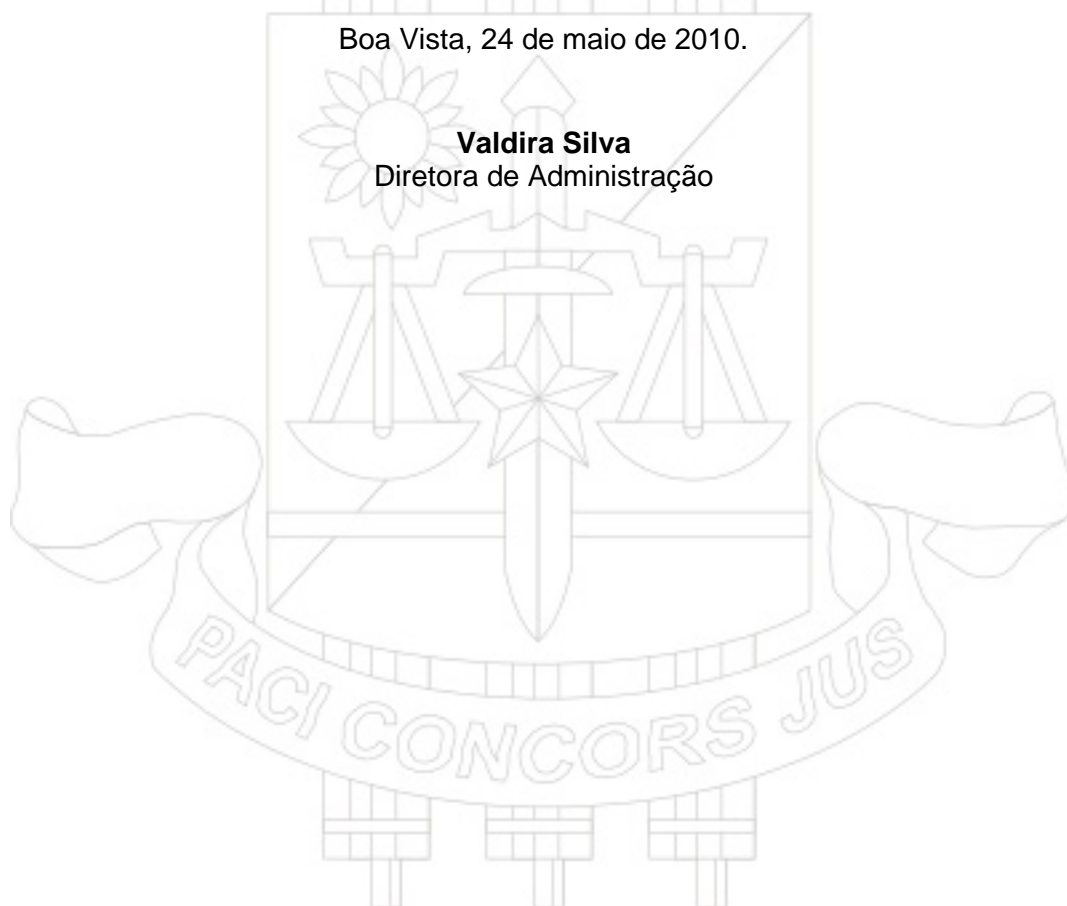 Boa Vista, 24 de maio de 2010.
Valdira Silva
Diretora de Administração
PACI CONCORS JUS